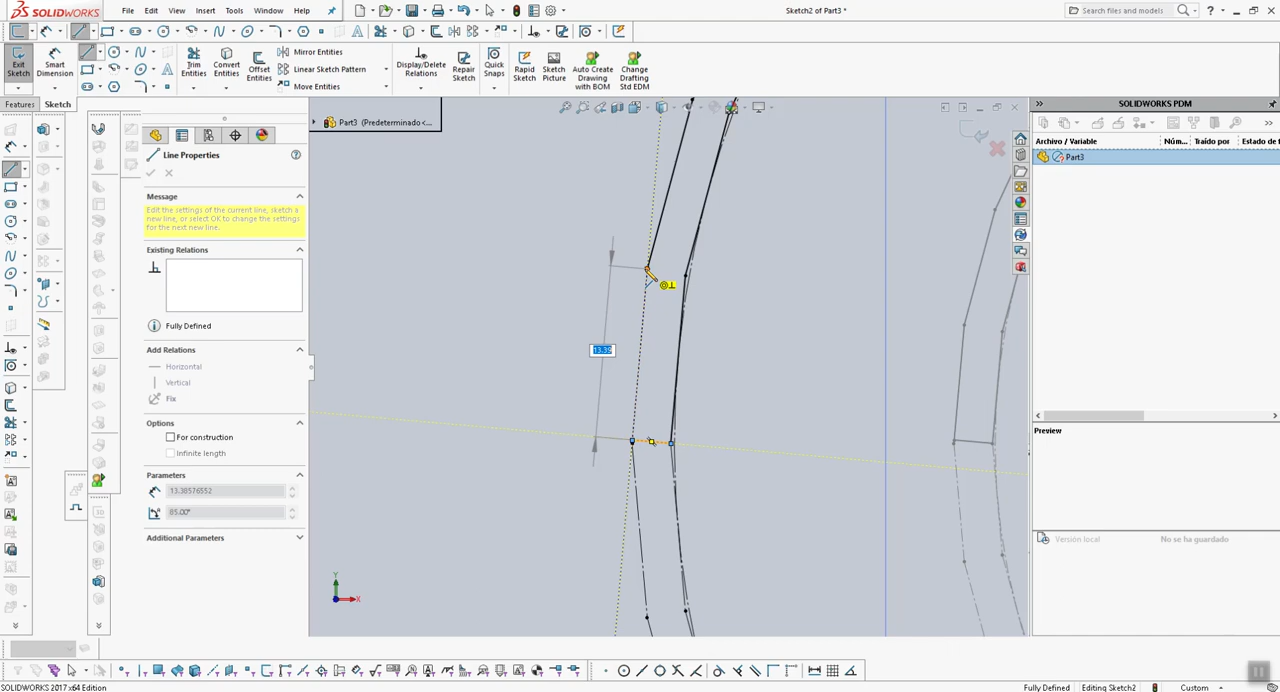 SOLIDWORKS
File
Edit
View
Insert
Tools
Window
Help
Sketch2 of Part3 *
Search files and models
Exit Sketch
Smart Dimension
Trim Entities
Convert Entities
Offset Entities
Mirror Entities
Linear Sketch Pattern
Move Entities
Display/Delete Relations
Repair Sketch
Quick Snaps
Rapid Sketch
Sketch Picture
Auto Create Drawing with BOM
Change Drafting Std EDM
Features
Sketch
Part3 (Predeterminado<...
SOLIDWORKS PDM
Archivo / Variable
Núm...
Traído por
Estado de
Part3
Line Properties
Message
Edit the settings of the current line, sketch a
new line, or select OK to change the settings
for the next new line.
Existing Relations
Fully Defined
Add Relations
Horizontal
Vertical
Fix
Options
For construction
Infinite length
Parameters
13.38576552
85.00°
Additional Parameters
13.39
Y
X
Preview
Versión local
No se ha guardado
SOLIDWORKS 2017 x64 Edition
Fully Defined
Editing Sketch2
Custom